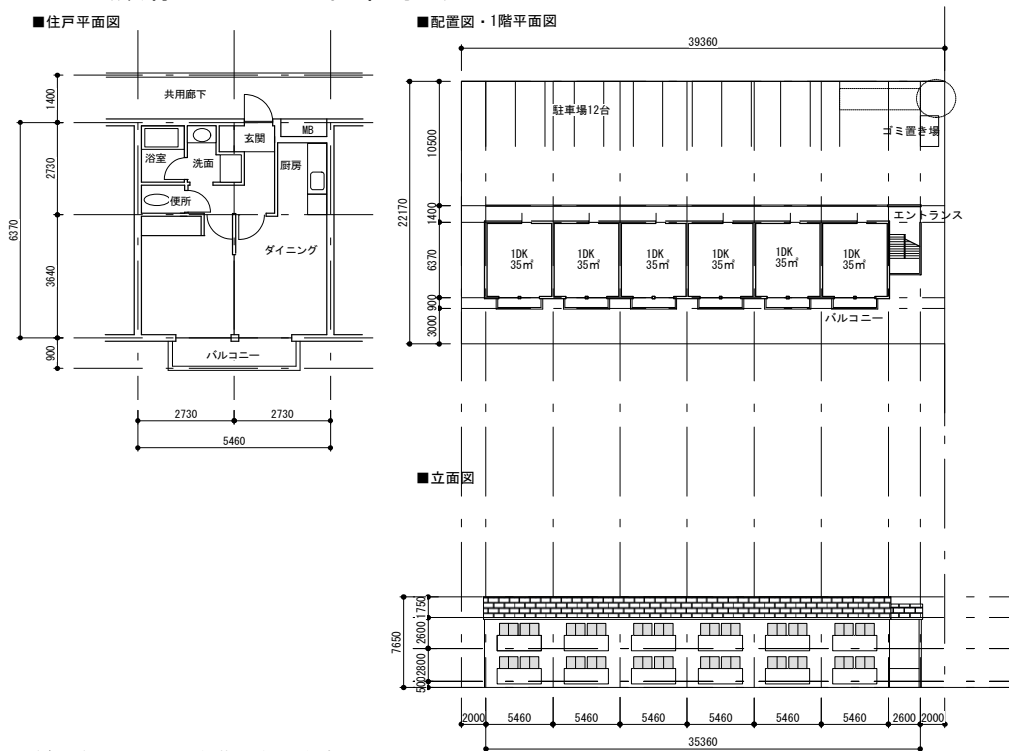 ■住戸平面図
共用廊下
玄関
MB
浴室
洗面
厨房
便所
ダイニング
バルコニー
1400
2730
6370
3640
900
2730
2730
5460
■配置図・1階平面図
39360
駐車場12台
ゴミ置き場
10500
22170
1400
6370
900
3000
エントランス
1DK
35㎡
1DK
35㎡
1DK
35㎡
1DK
35㎡
1DK
35㎡
1DK
35㎡
バルコニー
■立面図
1750
2600
7650
2800
500
2000
5460
5460
5460
5460
5460
5460
2600
2000
35360